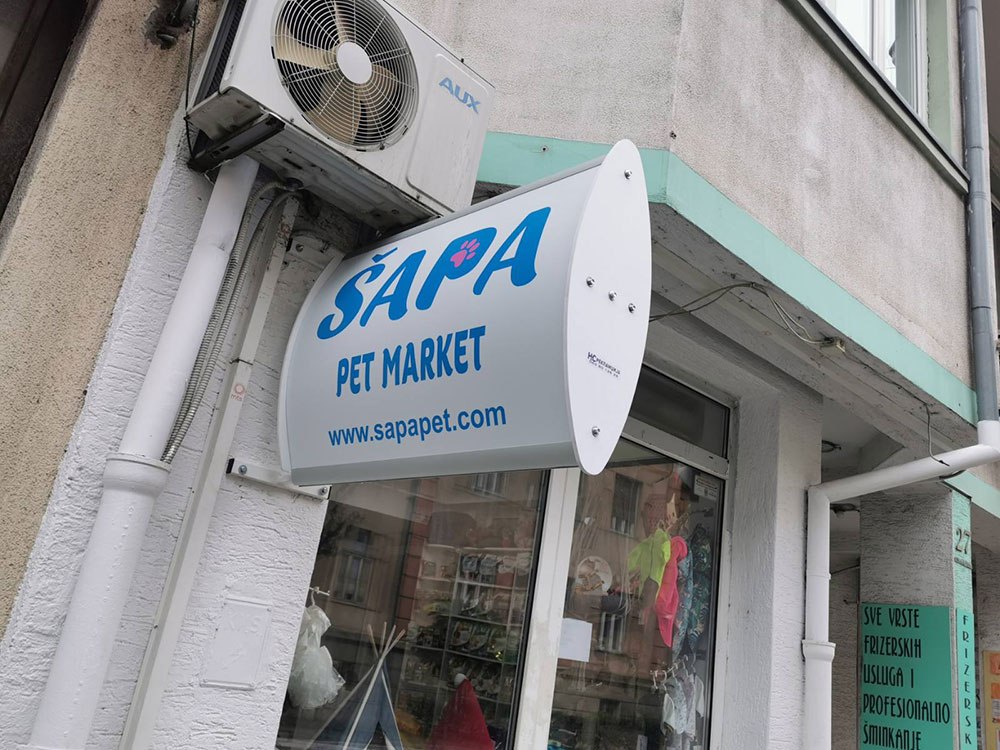 AUX
ŠAPA
PET MARKET
www.sapapet.com
27
SVE VRSTE
FRIZERSKIH
USLUGA I
PROFESIONALNO
ŠMINKANJE
FRIZERSK